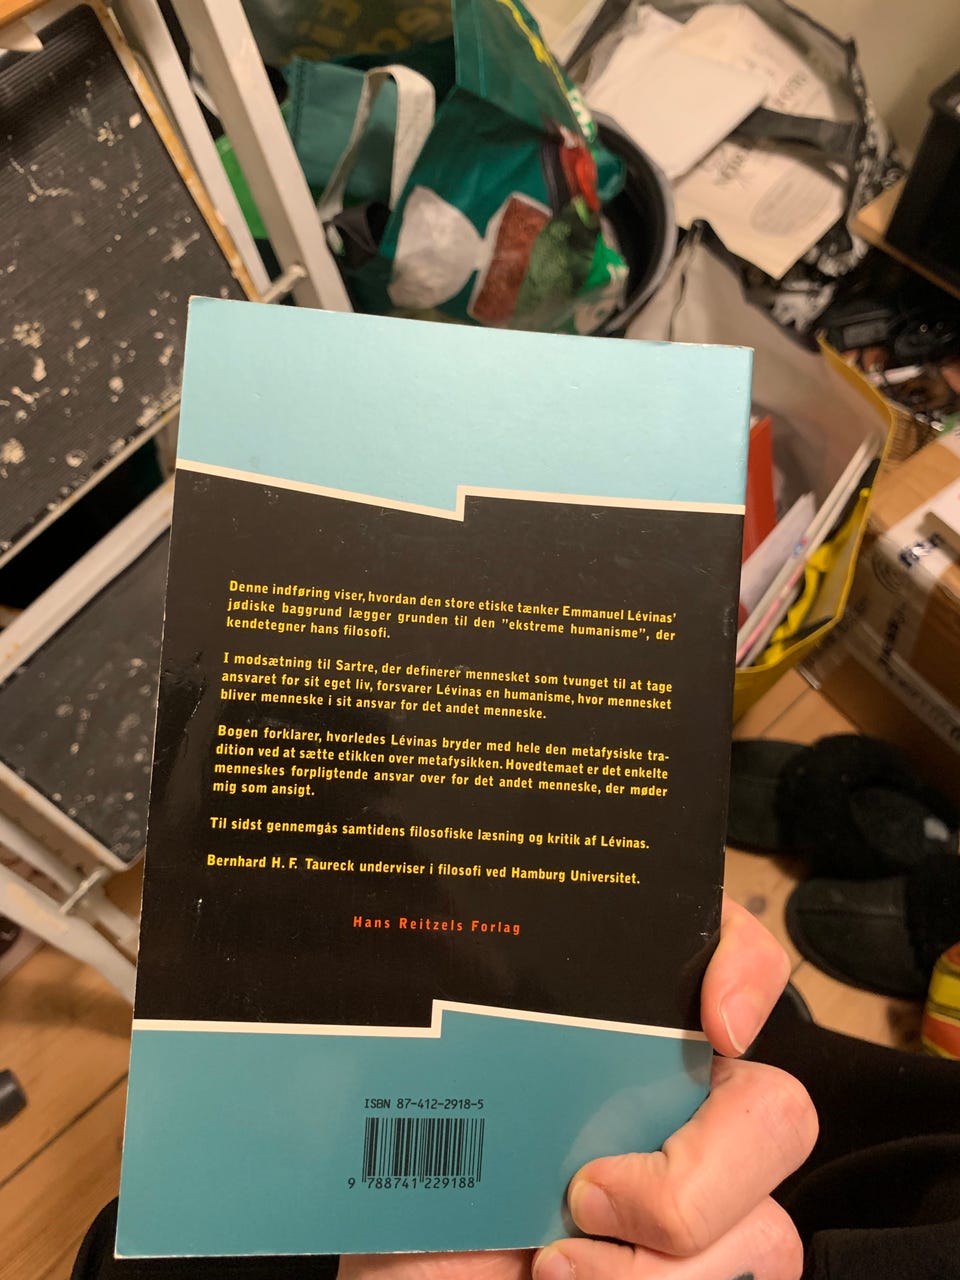 Denne indføring viser, hvordan den store etiske tænker Emmanuel Lévinas'
jødiske baggrund lægger grunden til den "ekstreme humanisme", der
kendetegner hans filosofi.
I modsætning til Sartre, der definerer mennesket som tvunget til at tage
ansvaret for sit eget liv, forsvarer Lévinas en humanisme, hvor mennesket
bliver menneske i sit ansvar for det andet menneske.
Bogen forklarer, hvorledes Lévinas bryder med hele den metafysiske tra-
dition ved at sætte etikken over metafysikken. Hovedtemaet er det enkelte
menneskes forpligtende ansvar over for det andet menneske, der møder
mig som ansigt.
Til sidst gennemgås samtidens filosofiske læsning og kritik af Lévinas.
Bernhard H. F. Taureck underviser i filosofi ved Hamburg Universitet.
Hans Reitzels Forlag
ISBN 87-412-2918-5
9 788741 229188